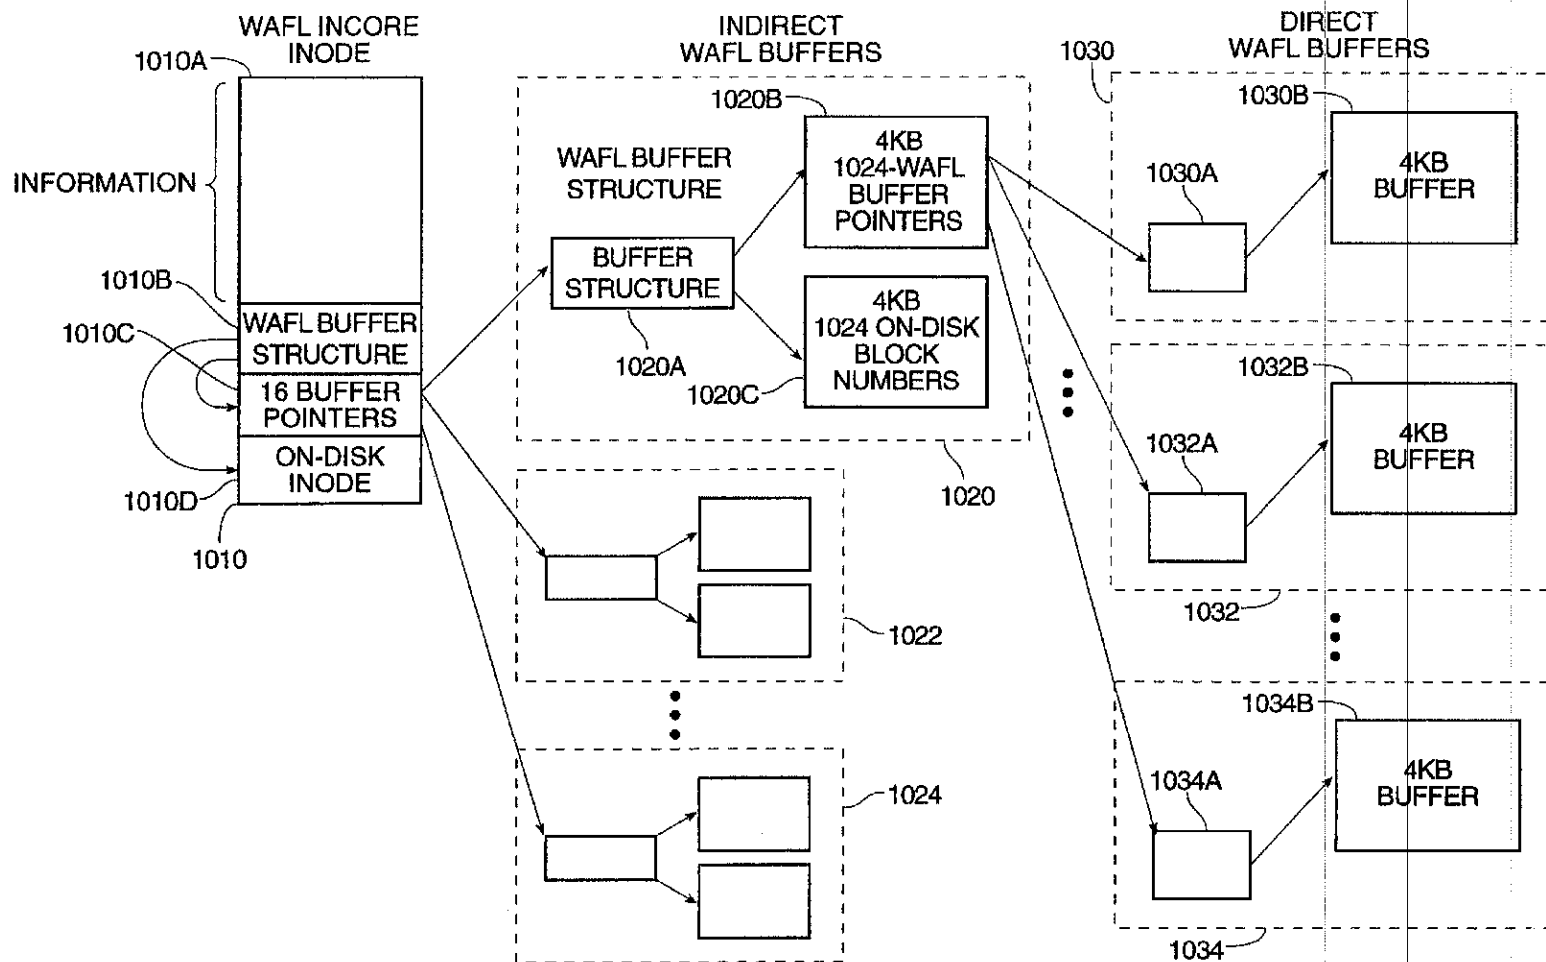 WAFL INCORE
INODE
1010A
INFORMATION
1010B
1010C
WAFL BUFFER
STRUCTURE
16 BUFFER
POINTERS
ON-DISK
INODE
1010D
1010
INDIRECT
WAFL BUFFERS
1020B
WAFL BUFFER
STRUCTURE
4KB
1024-WAFL
BUFFER
POINTERS
BUFFER
STRUCTURE
1020A
4KB
1024 ON-DISK
BLOCK
NUMBERS
1020C
1020
1022
1024
DIRECT
WAFL BUFFERS
1030
1030B
4KB
BUFFER
1030A
1032B
4KB
BUFFER
1032A
1032
1034B
4KB
BUFFER
1034A
1034